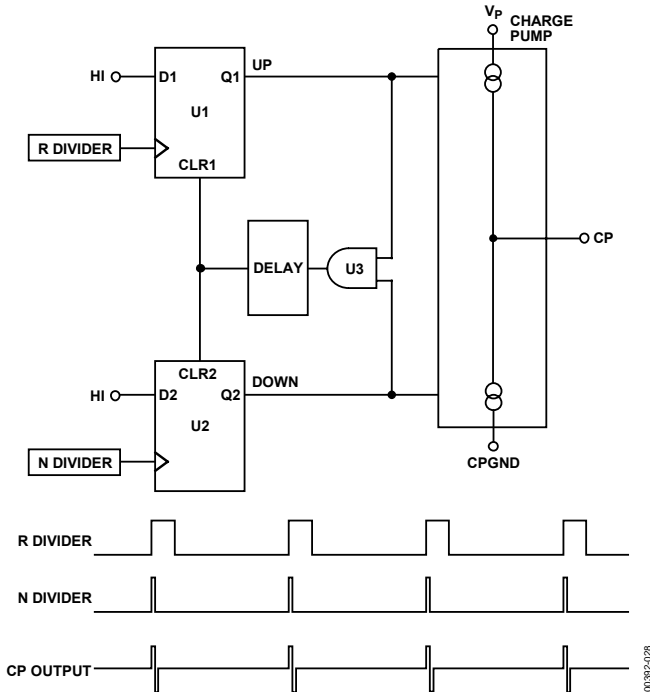 VP
CHARGE
PUMP
UP
HI
D1
Q1
U1
R DIVIDER
CLR1
DELAY
U3
CP
CLR2
DOWN
HI
D2
Q2
U2
N DIVIDER
CPGND
R DIVIDER
N DIVIDER
CP OUTPUT
00392-028